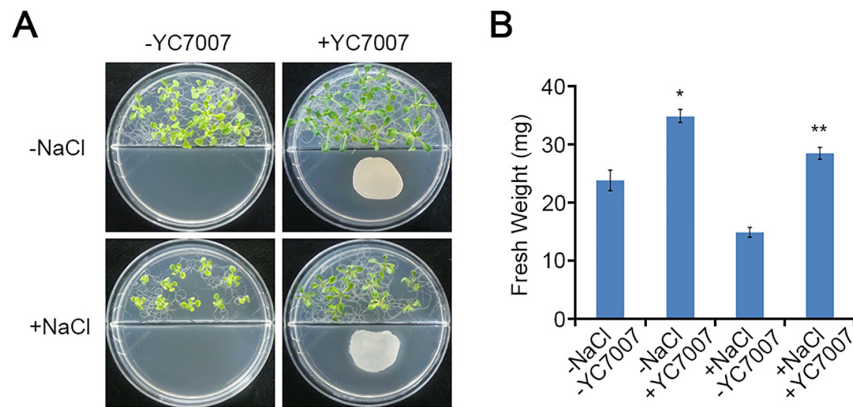 A
-YC7007
+YC7007
-NaCl
+NaCl
B
Fresh Weight (mg)
40
30
20
10
0
*
**
-NaCl
-YC7007
-NaCl
+YC7007
+NaCl
-YC7007
+NaCl
+YC7007